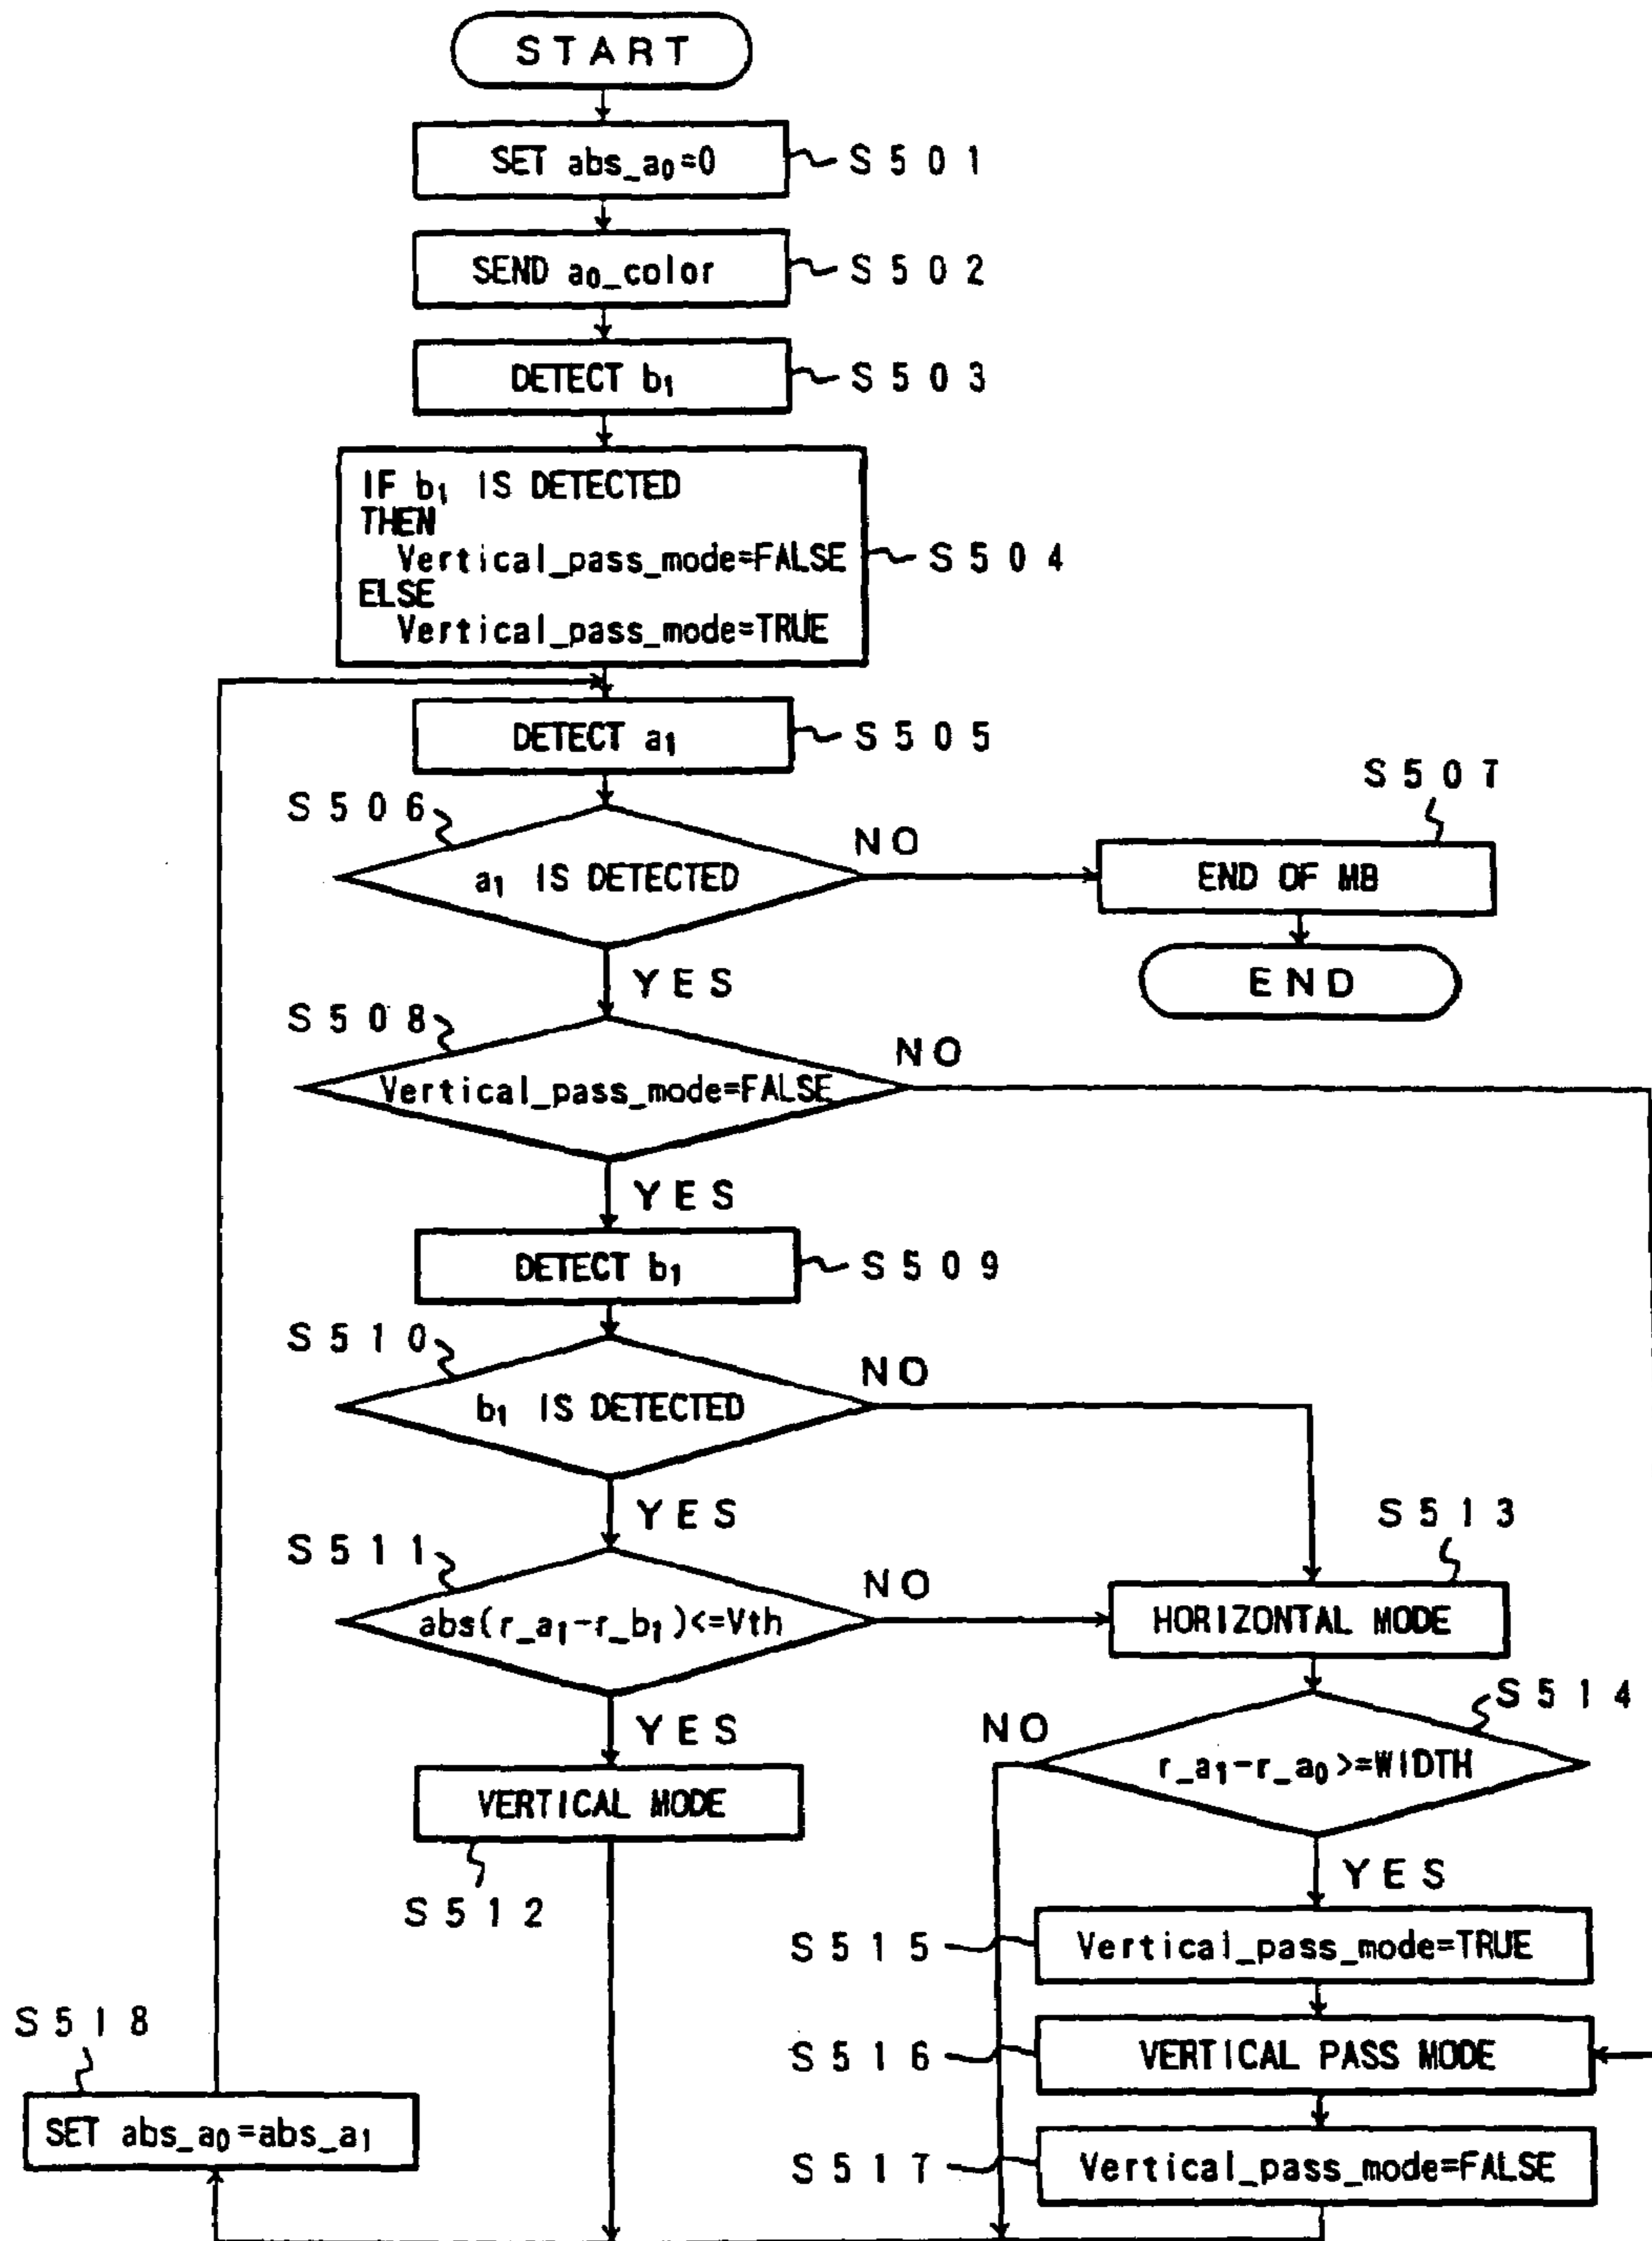 START
SET abs_a₀=0
S501
SEND a₀_color
S502
DETECT b₁
S503
IF b₁ IS DETECTED
THEN
Vertical_pass_mode=FALSE
ELSE
Vertical_pass_mode=TRUE
S504
DETECT a₁
S505
S506
a₁ IS DETECTED
NO
S507
END OF MB
END
YES
S508
Vertical_pass_mode=FALSE
NO
YES
DETECT b₁
S509
S510
b₁ IS DETECTED
NO
YES
S511
abs(r_a₁-r_b₁)<=Vth
NO
S513
HORIZONTAL MODE
YES
VERTICAL MODE
S512
S514
NO
r_a₁-r_a₀>=WIDTH
YES
S515
Vertical_pass_mode=TRUE
S516
VERTICAL PASS MODE
S517
Vertical_pass_mode=FALSE
S518
SET abs_a₀=abs_a₁